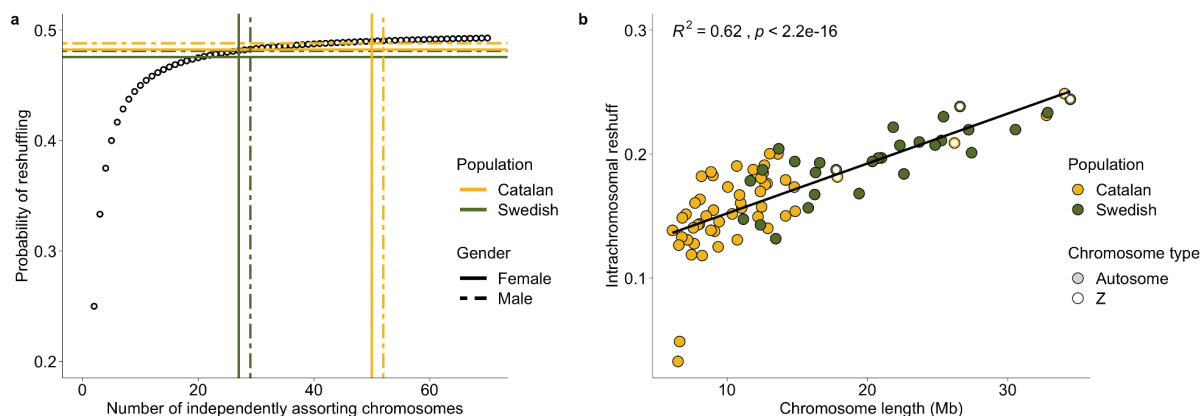 a
0.5
0.4
0.3
0.2
Probability of reshuffling
0
20
40
60
Number of independently assorting chromosomes
Population
Catalan
Swedish
Gender
Female
Male
b
R² = 0.62 , p < 2.2e-16
0.3
0.2
0.1
Intrachromosomal reshuff
10
20
30
Chromosome length (Mb)
Population
Catalan
Swedish
Chromosome type
Autosome
Z